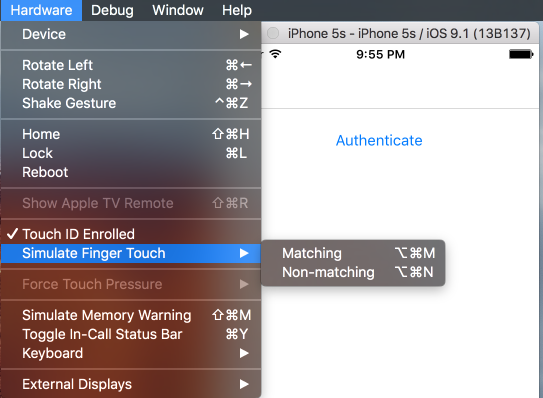 Hardware Debug Window Help
Device ▶
iPhone 5s - iPhone 5s / iOS 9.1 (13B137)
9:55 PM
Rotate Left ⌘←
Rotate Right ⌘→
Shake Gesture ^⌘Z
Home ⇧⌘H
Authenticate
Lock ⌘L
Reboot
Show Apple TV Remote ⇧⌘R
✓ Touch ID Enrolled
Simulate Finger Touch ▶
Matching ⌥⌘M
Non-matching ⌥⌘N
Force Touch Pressure ▶
Simulate Memory Warning ⇧⌘M
Toggle In-Call Status Bar ⌘Y
Keyboard ▶
External Displays ▶